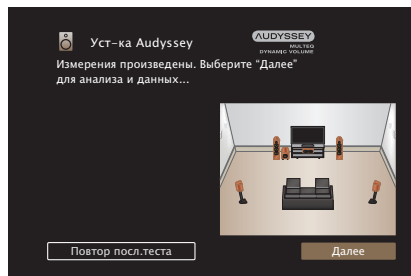 Уст-ка Audyssey
AUDYSSEY
MULTEQ
DYNAMIC VOLUME
Измерения произведены. Выберите “Далее”
для анализа и данных...
Повтор посл.теста
Далее